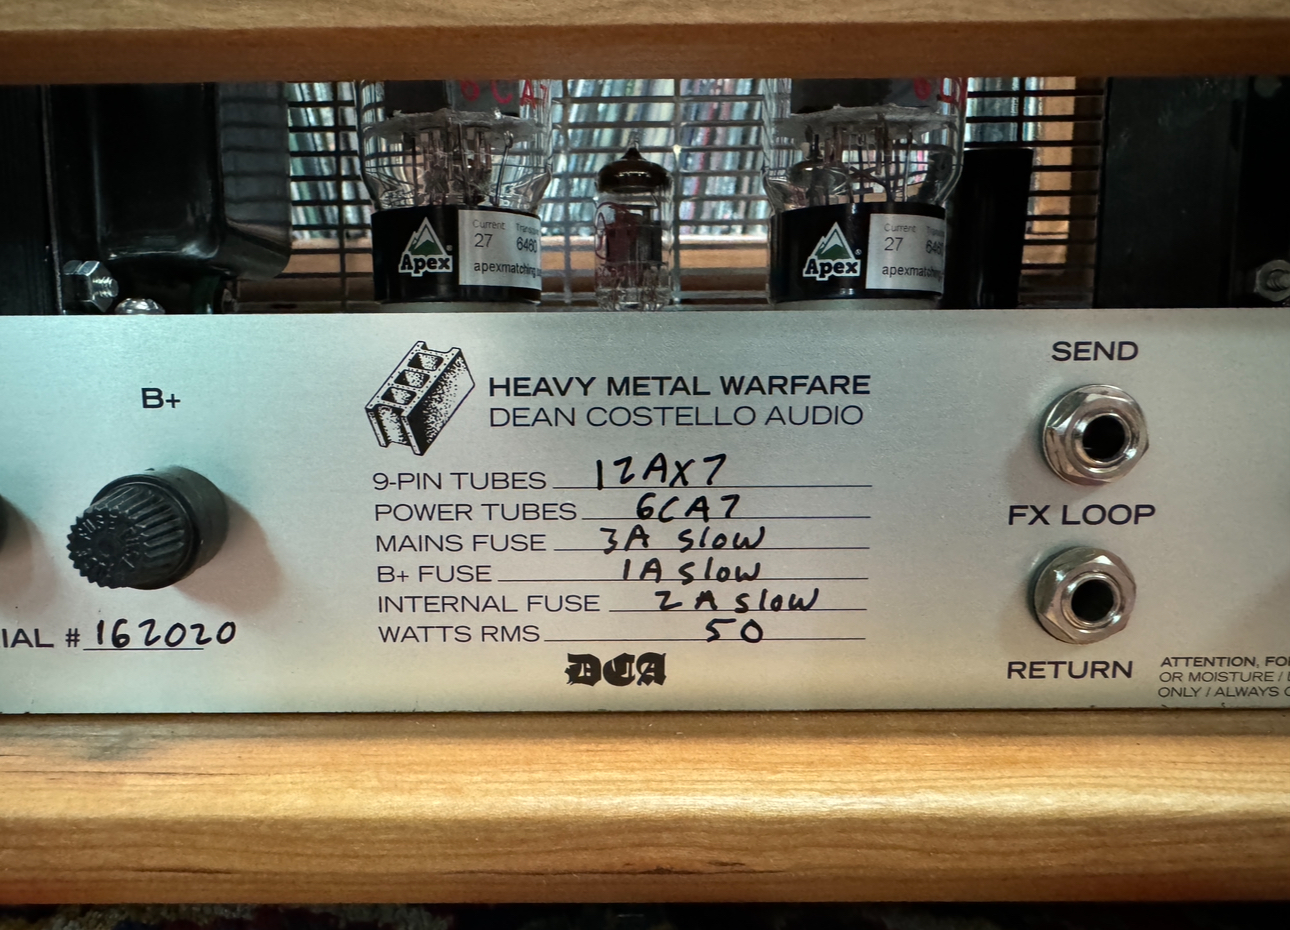 6CA7
Current
27 6460
apexmatching
Apex
Current
27 6460
apexmatching
Apex
B+
HEAVY METAL WARFARE
DEAN COSTELLO AUDIO
9-PIN TUBES 12AX7
POWER TUBES 6CA7
MAINS FUSE 3A slow
B+ FUSE 1A slow
INTERNAL FUSE 2A slow
WATTS RMS 50
DCA
IAL # 162020
SEND
FX LOOP
RETURN
ATTENTION, FO
OR MOISTURE /
ONLY / ALWAYS